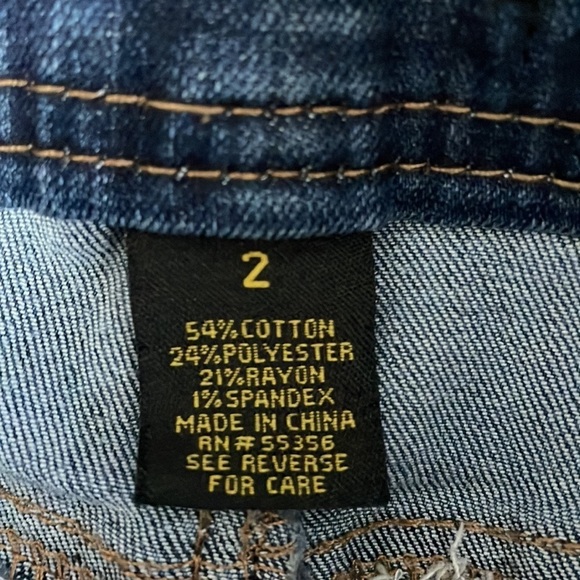 2
54%COTTON
24%POLYESTER
21%RAYON
1%SPANDEX
MADE IN CHINA
RN#55356
SEE REVERSE
FOR CARE